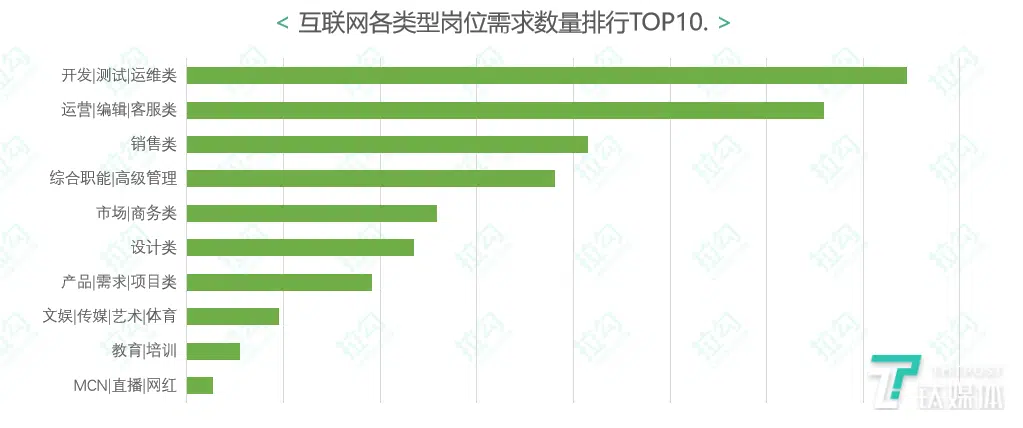 < 互联网各类型岗位需求数量排行TOP10. >
开发|测试|运维类
运营|编辑|客服类
销售类
综合职能|高级管理
市场|商务类
设计类
产品|需求|项目类
文娱|传媒|艺术|体育
教育|培训
MCN|直播|网红
拉勾
THEPOST
钛媒体